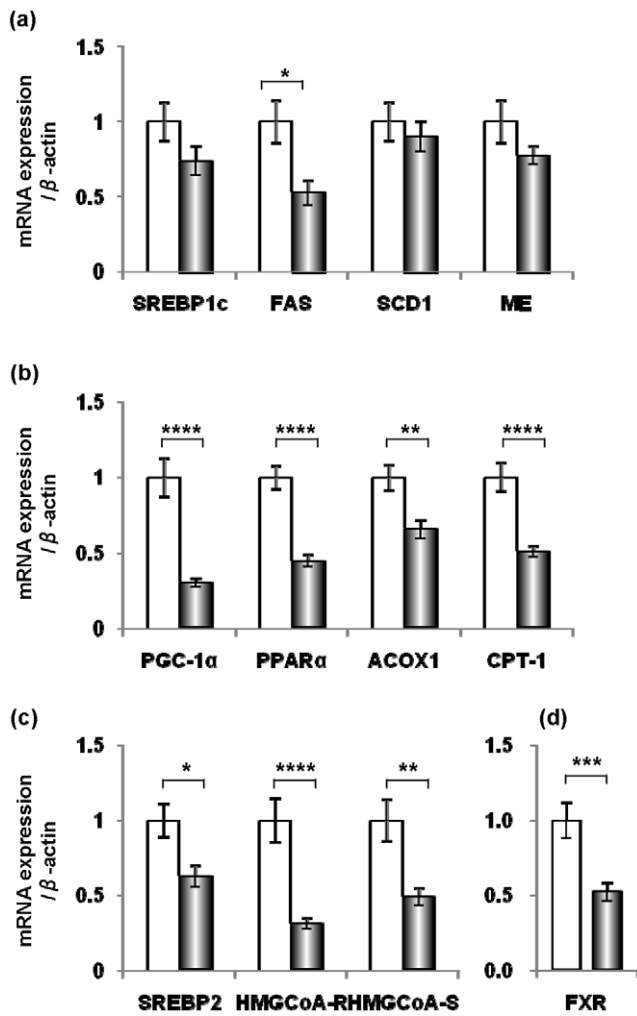 (a)
mRNA expression
/β-actin
1.5
1
0.5
0
*
SREBP1c FAS SCD1 ME
(b)
mRNA expression
/β-actin
1.5
1
0.5
0
**** **** ** ****
PGC-1α PPARα ACOX1 CPT-1
(c)
mRNA expression
/β-actin
1.5
1
0.5
0
* **** **
SREBP2 HMGCoA-R HMGCoA-S
(d)
1.5
1.0
0.5
0.0
***
FXR